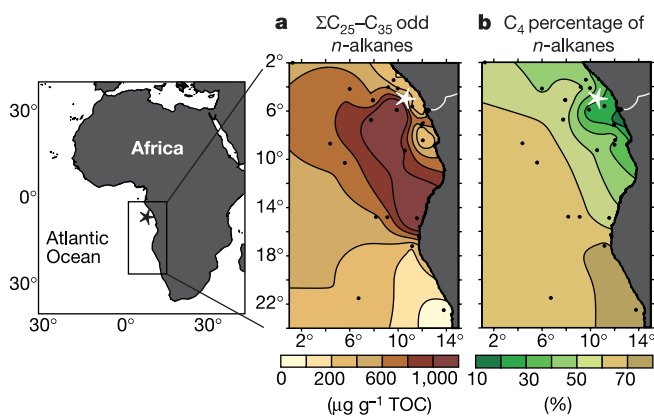 a ΣC₂₅–C₃₅ odd
n-alkanes
b C₄ percentage of
n-alkanes
30°
0°
30°
Africa
Atlantic
Ocean
30° 0° 30°
2°
6°
10°
14°
18°
22°
2° 6° 10° 14°
2° 6° 10° 14°
0 200 600 1,000
(μg g⁻¹ TOC)
10 30 50 70
(%)